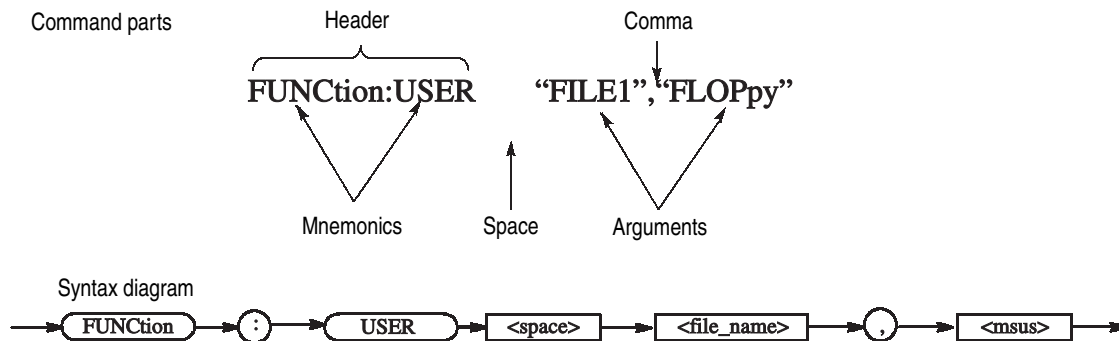 Command parts Header Comma
FUNCtion:USER “FILE1”,“FLOPpy”
Mnemonics Space Arguments
Syntax diagram
FUNCtion : USER <space> <file_name> , <msus>